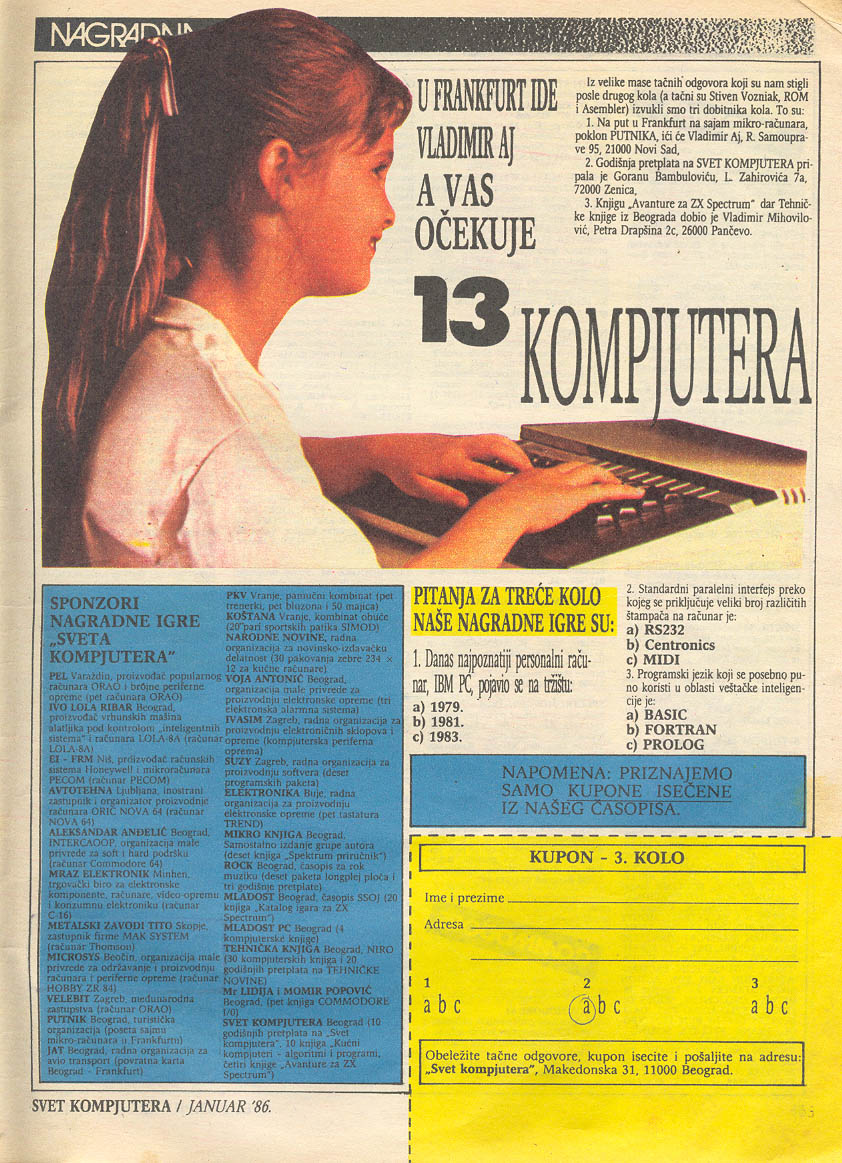 NAGRADNA
U FRANKFURT IDE
VLADIMIR AJ
A VAS
OČEKUJE
13
KOMPJUTERA
Iz velike mase tačnih odgovora koji su nam stigli
posle drugog kola (a tačni su Stiven Vozniak, ROM
i Asembler) izvukli smo tri dobitnika kola. To su:
1. Na put u Frankfurt na sajam mikro-računara,
poklon PUTNIKA, ići će Vladimir Aj, R. Samoupra-
ve 95, 21000 Novi Sad,
2. Godišnja pretplata na SVET KOMPJUTERA pri-
pala je Goranu Bambuloviću, L. Zahirovića 7a,
72000 Zenica,
3. Knjigu „Avanture za ZX Spectrum“ dar Tehnič-
ke knjige iz Beograda dobio je Vladimir Mihovilo-
vić, Petra Drapšina 2c, 26000 Pančevo.
SPONZORI
NAGRADNE IGRE
„SVETA
KOMPJUTERA“
PEL Varaždin, proizvođač popularnog
računara ORAO i brojne periferne
opreme (pet računara ORAO)
IVO LOLA RIBAR Beograd,
proizvođač vrhunskih mašina
alatljika pod kontrolom „inteligentnih
sistema“ i računara LOLA-8A (računar
LOLA-8A)
EI - FRM Niš, prdizvođač računskih
sistema Honeywell i mikroračunara
PECOM (računar PECOM)
AVTOTEHNA Ljubljana, inostrani
zastupnik i organizator proizvodnje
računara ORIC NOVA 64 (računar
NOVA 64)
ALEKSANDAR ANĐELIĆ Beograd,
INTERCAOOP, organizacija male
privrede za soft i hard podršku
(računar Commodore 64)
MRAZ ELEKTRONIK Minhen,
trgovački biro za elektronske
komponente, računare, video-opremu
i konzumnu elektroniku (računar
C-16)
METALSKI ZAVODI TITO Skopje,
zastupnik firme MAK SYSTEM
(računar Thomson)
MICROSYS Beočin, organizacija male
privrede za održavanje i proizvodnju
računara i periferne opreme (računar
HOBBY ZR 84)
VELEBIT Zagreb, međunarodna
zastupstva (računar ORAO)
PUTNIK Beograd, turistička
organizacija (poseta sajmu
mikro-računara u Frankfurtu)
JAT Beograd, radna organizacija za
avio transport (povratna karta
Beograd - Frankfurt)
PKV Vranje, pamučni kombinat (pet
trenerki, pet bluzona i 50 majica)
KOŠTANA Vranje, kombinat obuće
(20 pari sportskih patika SIMOD)
NARODNE NOVINE, radna
organizacija za novinsko-izdavačku
delatnost (30 pakovanja zebre 234 ×
12 za kućne računare)
VOJA ANTONIĆ Beograd,
organizacija male privrede za
proizvodnju elektronske opreme (tri
elektronska alarmna sistema)
IVASIM Zagreb, radna organizacija za
proizvodnju elektroničnih sklopova i
opreme (kompjuterska periferna
oprema)
SUZY Zagreb, radna organizacija za
proizvodnju softvera (deset
programskih paketa)
ELEKTRONIKA Buje, radna
organizacija za proizvodnju
elektronske opreme (pet tastatura
TREND)
MIKRO KNJIGA Beograd,
Samostalno izdanje grupe autora
(deset knjiga „Spektrum priručnik“)
ROCK Beograd, časopis za rok
muziku (deset paketa longplej ploča i
tri godišnje pretplate)
MLADOST Beograd, časopis SSOJ (20
knjiga „Katalog igara za ZX
Spectrum“)
MLADOST PC Beograd (4
kompjuterske knjige)
TEHNIČKA KNJIGA Beograd, NIRO
(30 kompjuterskih knjiga i 20
godišnjih pretplata na TEHNIČKE
NOVINE)
Mr LIDIJA i MOMIR POPOVIĆ
Beograd, (pet knjiga COMMODORE
I/0)
SVET KOMPJUTERA Beograd (10
godišnjih pretplata na „Svet
kompjutera“, 10 knjiga „Kućni
kompjuteri - algoritmi i programi,
četiri knjige „Avanture za ZX
Spectrum“)
PITANJA ZA TREĆE KOLO
NAŠE NAGRADNE IGRE SU:
1. Danas najpoznatiji personalni raču-
nar, IBM PC, pojavio se na tržištu:
a) 1979.
b) 1981.
c) 1983.
2. Standardni paralelni interfejs preko
kojeg se priključuje veliki broj različitih
štampača na računar je:
a) RS232
b) Centronics
c) MIDI
3. Programski jezik koji se posebno pu-
no koristi u oblasti veštačke inteligen-
cije je:
a) BASIC
b) FORTRAN
c) PROLOG
NAPOMENA: PRIZNAJEMO
SAMO KUPONE ISEČENE
IZ NAŠEG ČASOPISA.
KUPON - 3. KOLO
Ime i prezime
Adresa
1 2 3
a b c a b c a b c
Obeležite tačne odgovore, kupon isecite i pošaljite na adresu:
„Svet kompjutera“, Makedonska 31, 11000 Beograd.
SVET KOMPJUTERA / JANUAR '86.